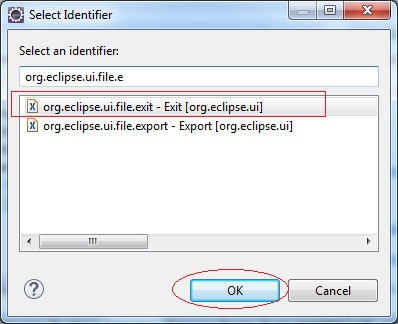 Select Identifier
Select an identifier:
org.eclipse.ui.file.e
org.eclipse.ui.file.exit - Exit [org.eclipse.ui]
org.eclipse.ui.file.export - Export [org.eclipse.ui]
OK
Cancel